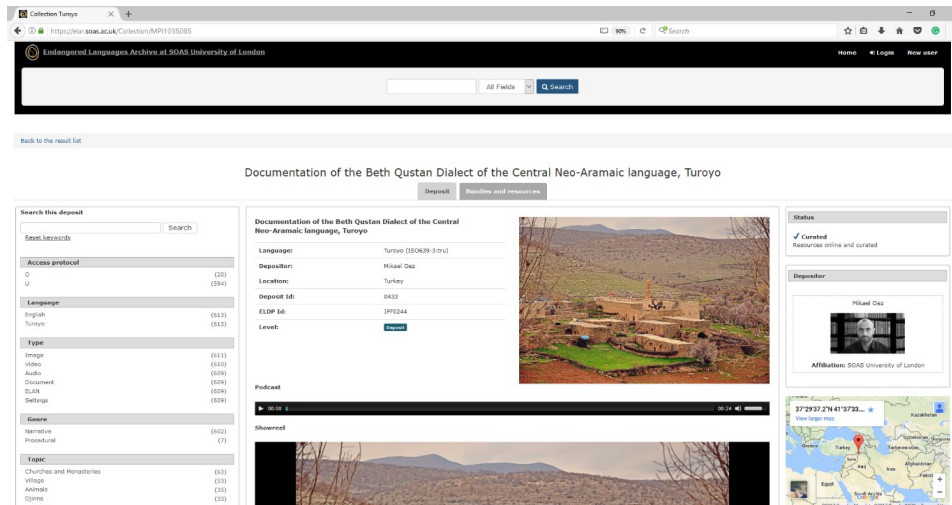 Collection Turoyo
https://elar.soas.ac.uk/Collection/MPI1035085
90%
Search
Endangered Languages Archive at SOAS University of London
Home Login New user
All Fields Search
Back to the result list
Documentation of the Beth Qustan Dialect of the Central Neo-Aramaic language, Turoyo
Deposit Bundles and resources
Search this deposit
Search
Reset keywords
Access protocol
O (20)
U (594)
Language
English (613)
Turoyo (613)
Type
Image (611)
Video (610)
Audio (609)
Document (609)
ELAN (609)
Settings (609)
Genre
Narrative (602)
Procedural (7)
Topic
Churches and Monasteries (63)
Village (53)
Animals (35)
Djinns (33)
Documentation of the Beth Qustan Dialect of the Central
Neo-Aramaic language, Turoyo
Language: Turoyo (ISO639-3:tru)
Depositor: Mikael Oez
Location: Turkey
Deposit Id: 0433
ELDP Id: IPF0244
Level: Deposit
Podcast
00:00 00:24
Showreel
Status
Curated
Resources online and curated
Depositor
Mikael Oez
Affiliation: SOAS University of London
37°29'37.2"N 41°37'33....
View larger map
Kazakhstan
Uzbekistan
Greece
Turkey
Turkmenistan
Syria
Iraq
Iran
Afghanistan
Egypt
Saudi Arabia
Google